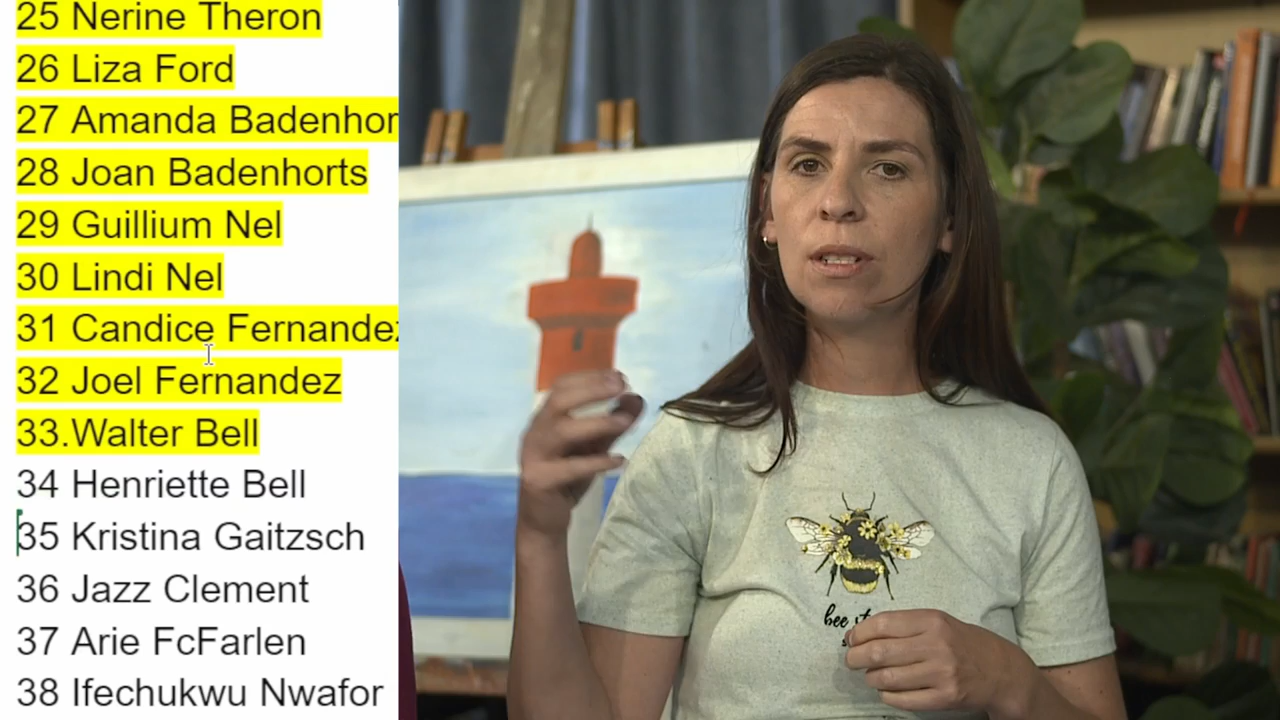 25 Nerine Theron
26 Liza Ford
27 Amanda Badenhor
28 Joan Badenhorts
29 Guillium Nel
30 Lindi Nel
31 Candice Fernandez
32 Joel Fernandez
33.Walter Bell
34 Henriette Bell
35 Kristina Gaitzsch
36 Jazz Clement
37 Arie FcFarlen
38 Ifechukwu Nwafor
bee